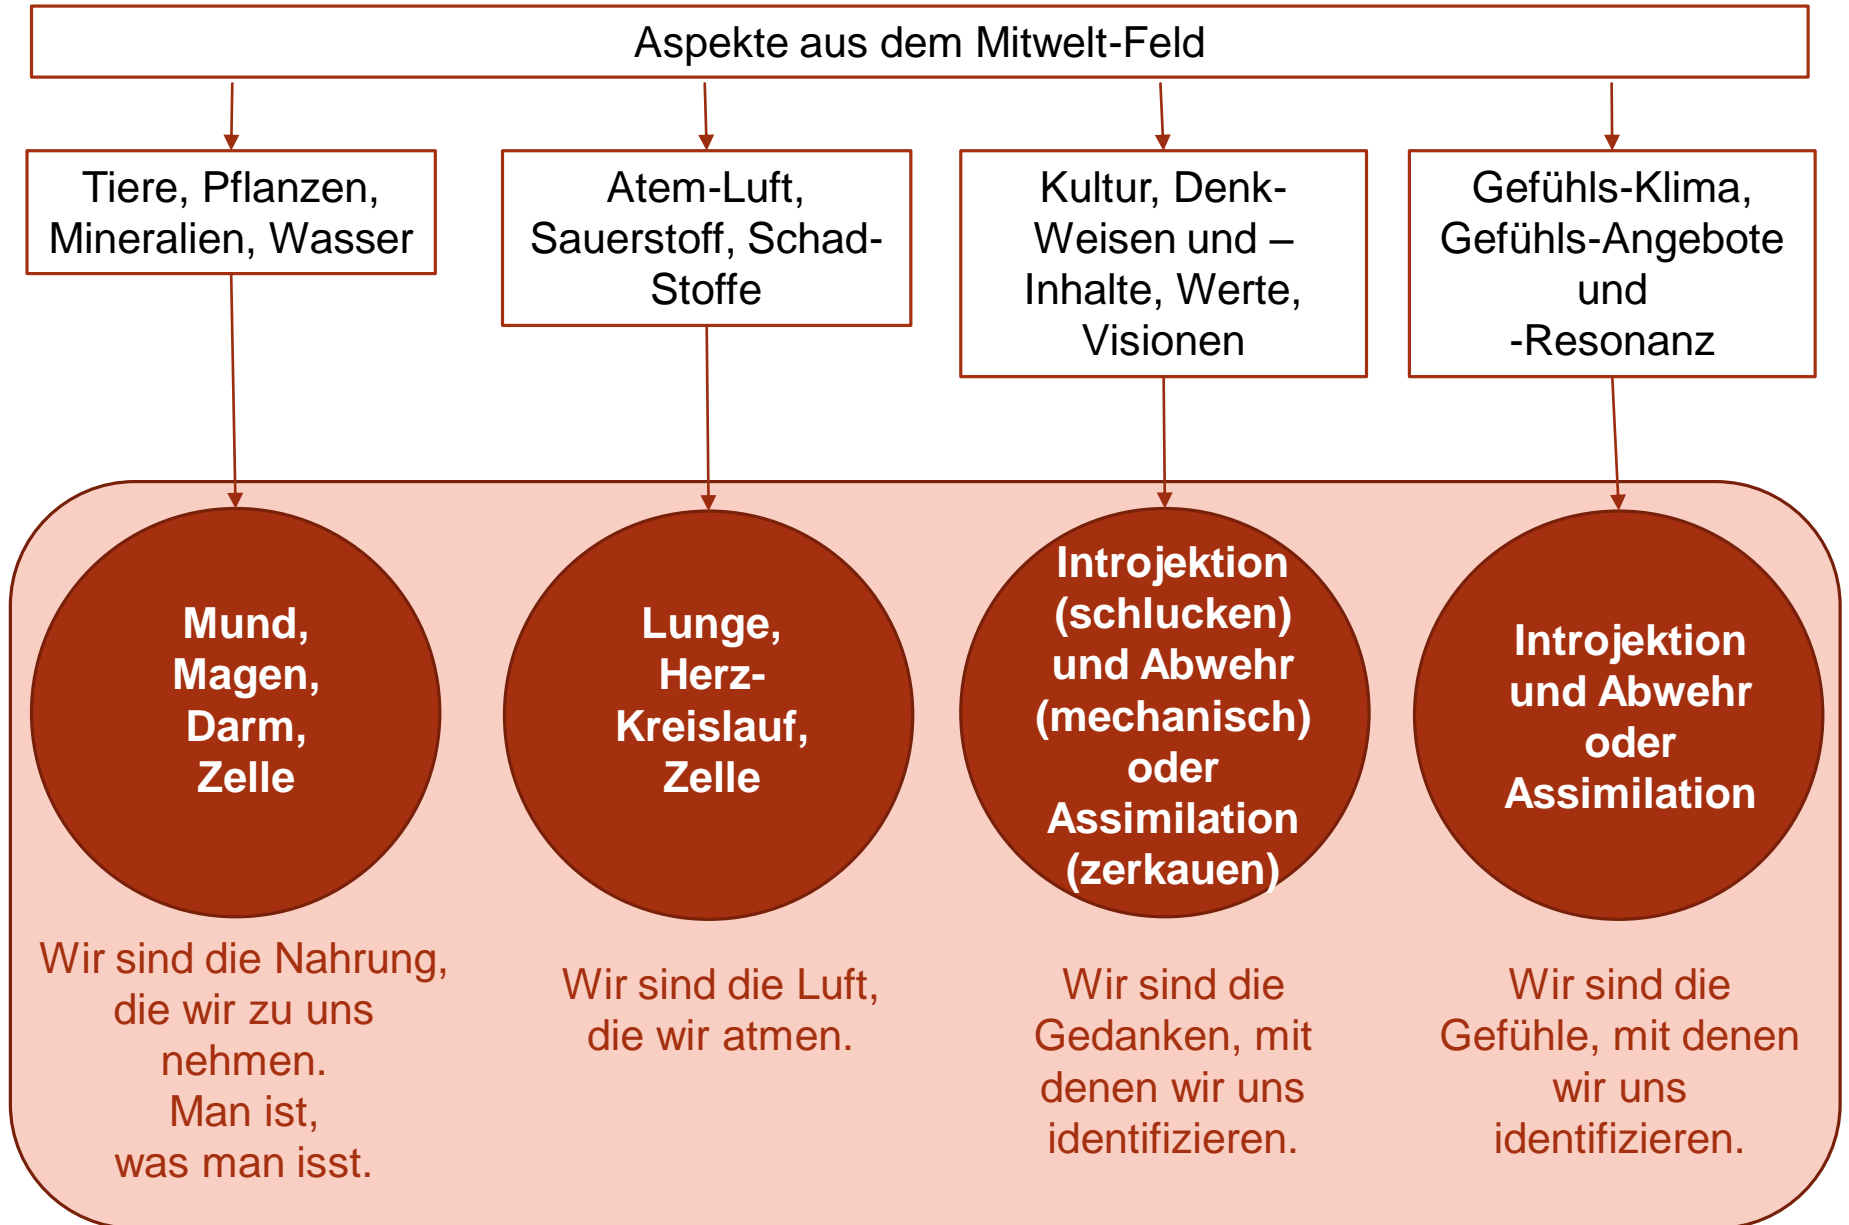 Aspekte aus dem Mitwelt-Feld
Tiere, Pflanzen,
Mineralien, Wasser
Atem-Luft,
Sauerstoff, Schad-
Stoffe
Kultur, Denk-
Weisen und –
Inhalte, Werte,
Visionen
Gefühls-Klima,
Gefühls-Angebote
und
-Resonanz
Mund,
Magen,
Darm,
Zelle
Lunge,
Herz-
Kreislauf,
Zelle
Introjektion
(schlucken)
und Abwehr
(mechanisch)
oder
Assimilation
(zerkauen)
Introjektion
und Abwehr
oder
Assimilation
Wir sind die Nahrung,
die wir zu uns
nehmen.
Man ist,
was man isst.
Wir sind die Luft,
die wir atmen.
Wir sind die
Gedanken, mit
denen wir uns
identifizieren.
Wir sind die
Gefühle, mit denen
wir uns
identifizieren.